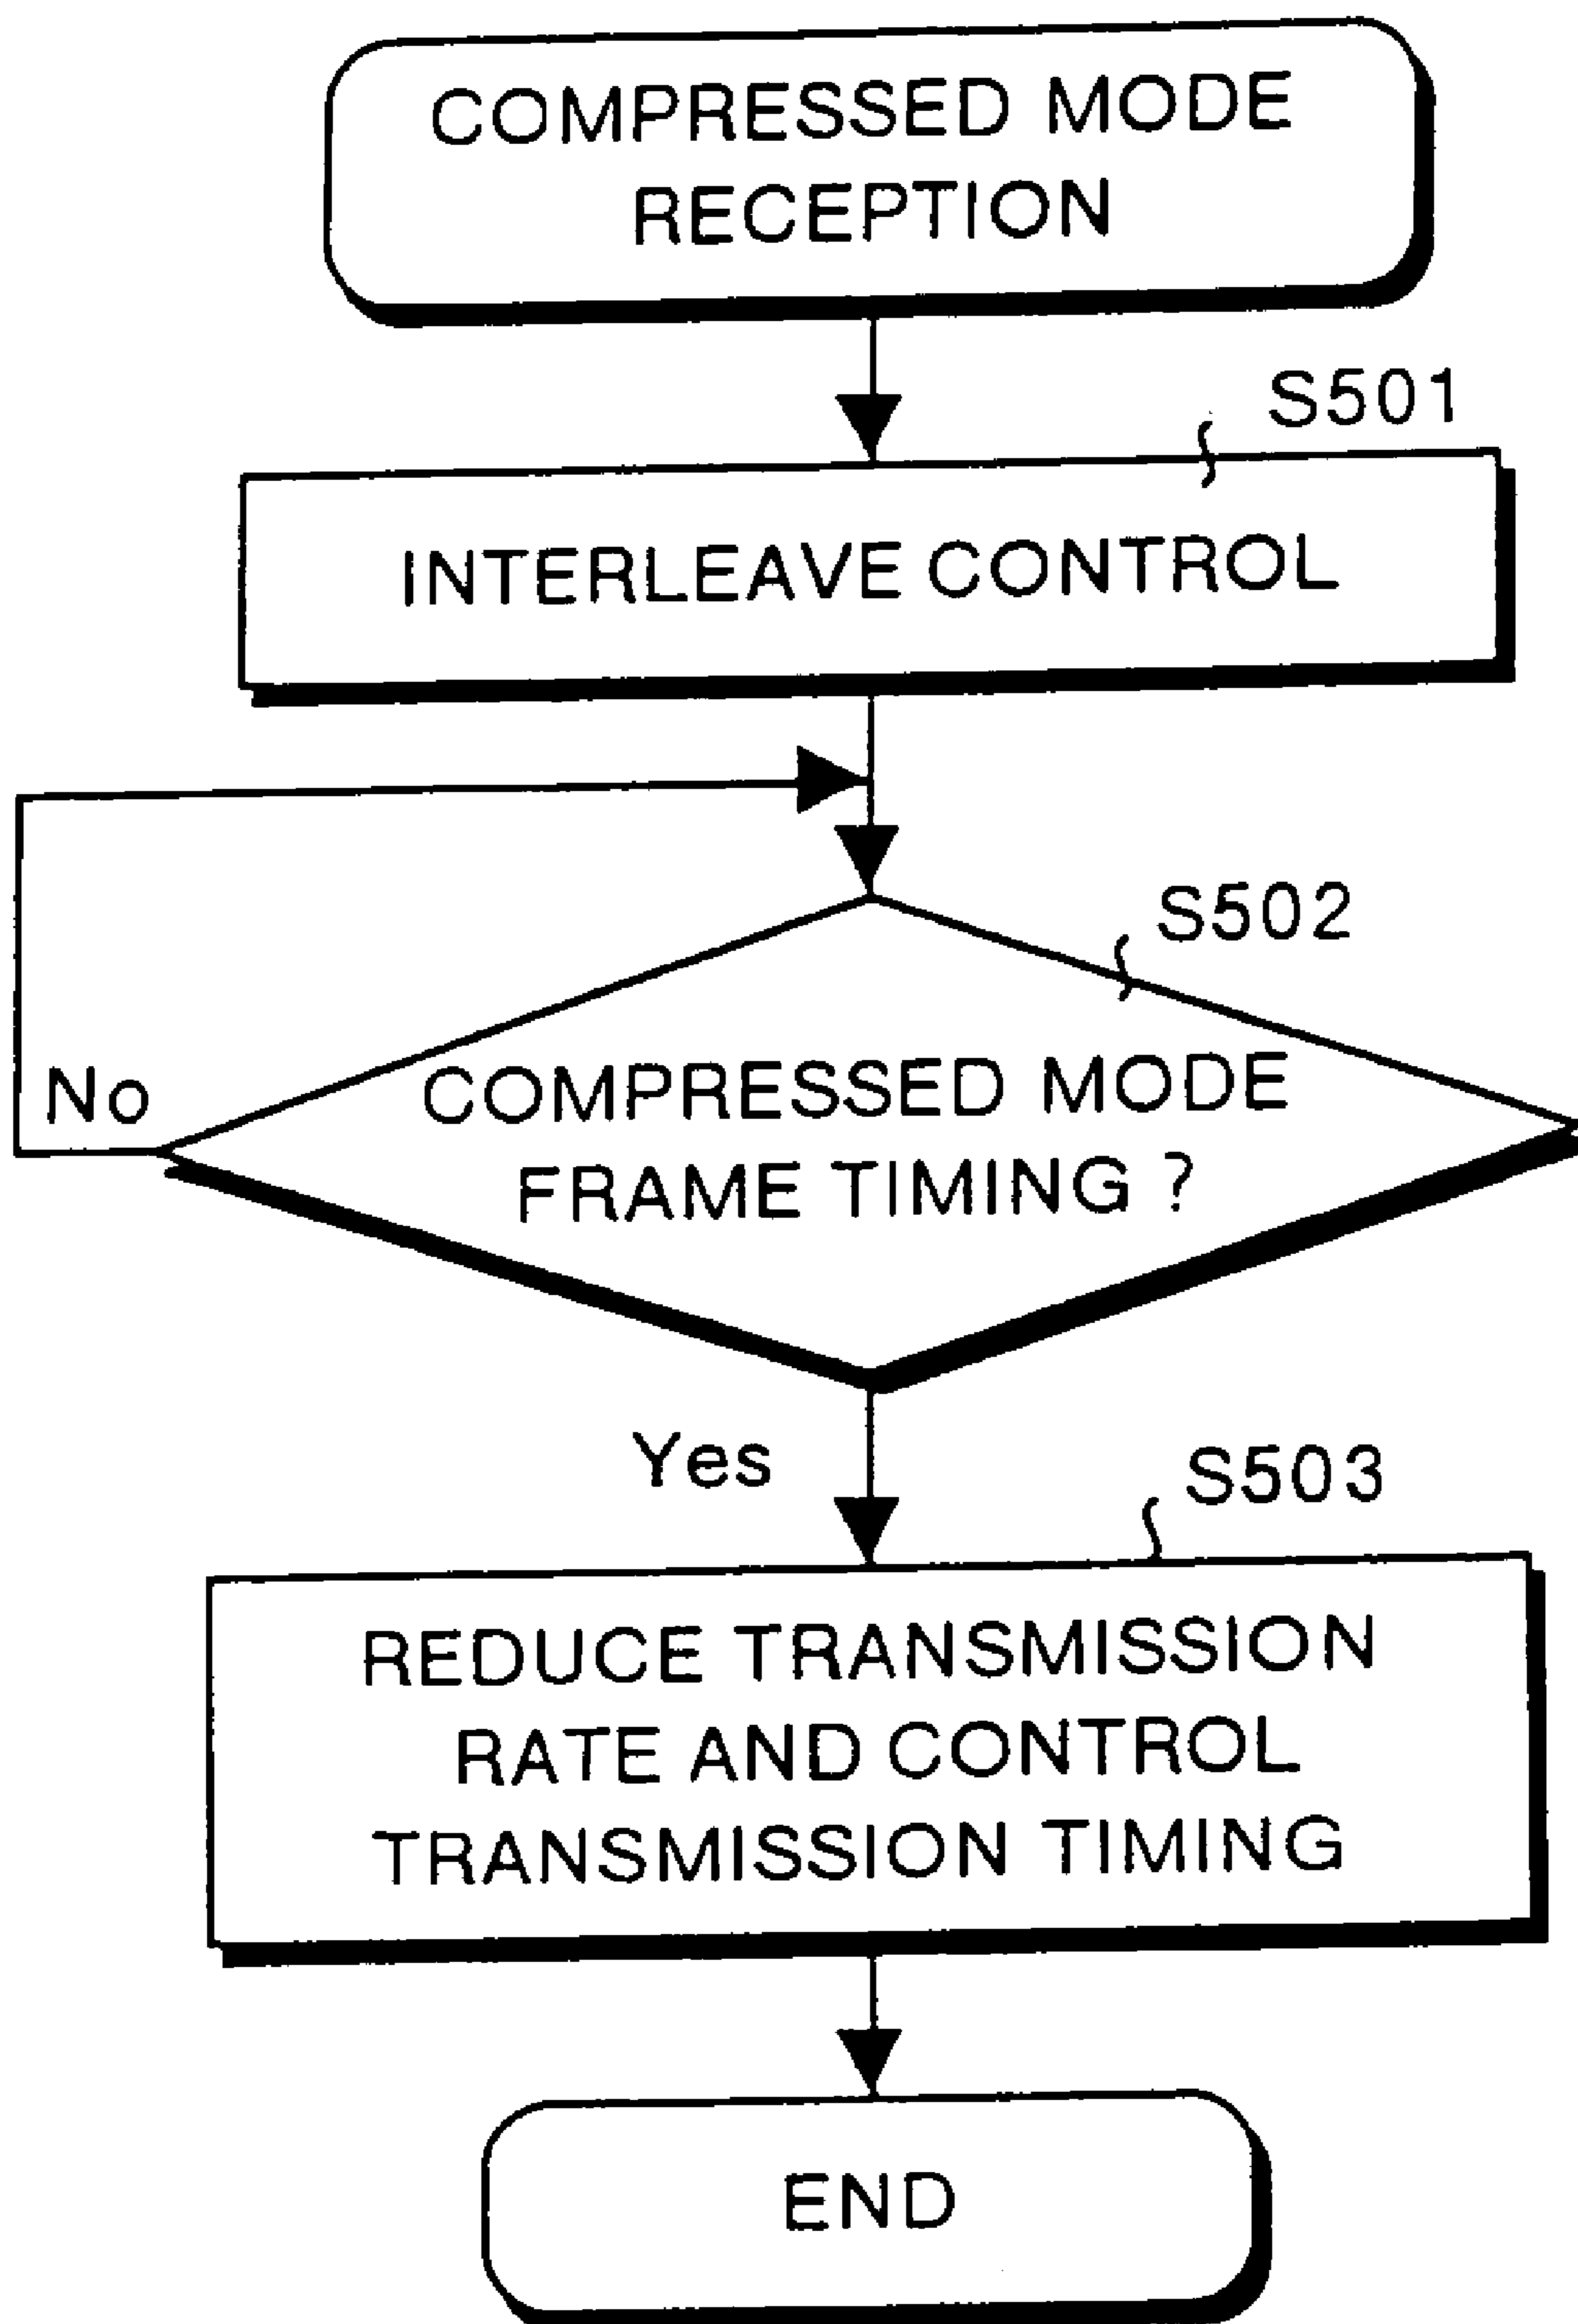 COMPRESSED MODE
RECEPTION
S501
INTERLEAVE CONTROL
S502
No
COMPRESSED MODE
FRAME TIMING ?
Yes
S503
REDUCE TRANSMISSION
RATE AND CONTROL
TRANSMISSION TIMING
END